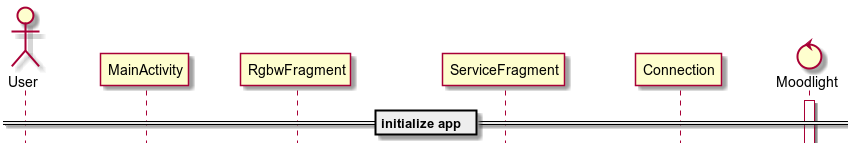 User
MainActivity
RgbwFragment
ServiceFragment
Connection
Moodlight
initialize app